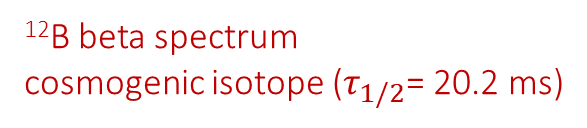 ¹²B beta spectrum
cosmogenic isotope (τ₁/₂= 20.2 ms)